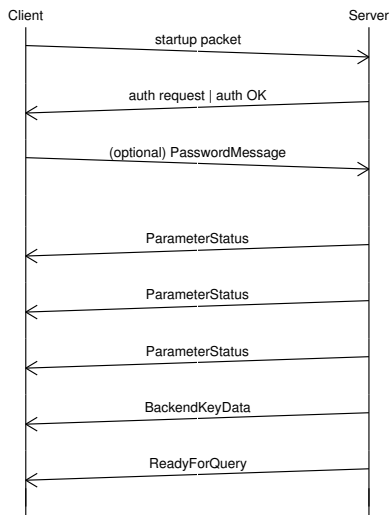 Client Server
startup packet
auth request | auth OK
(optional) PasswordMessage
ParameterStatus
ParameterStatus
ParameterStatus
BackendKeyData
ReadyForQuery